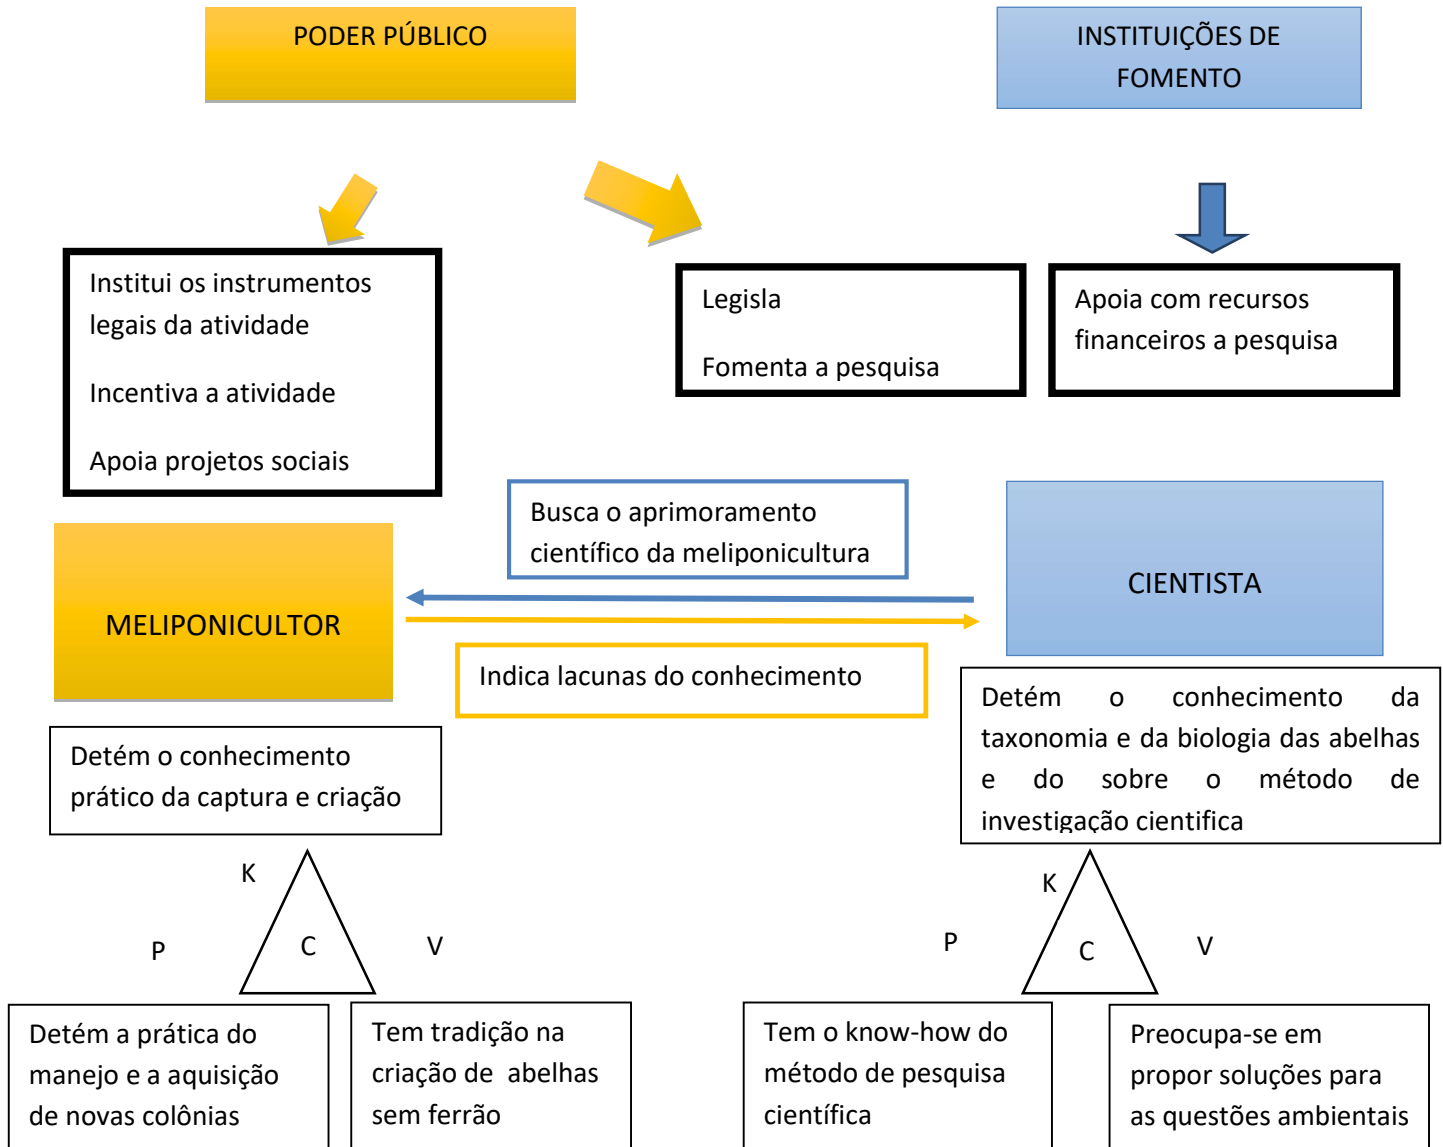 PODER PÚBLICO
INSTITUIÇÕES DE
FOMENTO
Institui os instrumentos
legais da atividade
Incentiva a atividade
Apoia projetos sociais
Legisla
Fomenta a pesquisa
Apoia com recursos
financeiros a pesquisa
Busca o aprimoramento
científico da meliponicultura
MELIPONICULTOR
CIENTISTA
Indica lacunas do conhecimento
Detém o conhecimento
prático da captura e criação
Detém o conhecimento da
taxonomia e da biologia das abelhas
e do sobre o método de
investigação cientifica
K
P
C
V
K
P
C
V
Detém a prática do
manejo e a aquisição
de novas colônias
Tem tradição na
criação de abelhas
sem ferrão
Tem o know-how do
método de pesquisa
científica
Preocupa-se em
propor soluções para
as questões ambientais